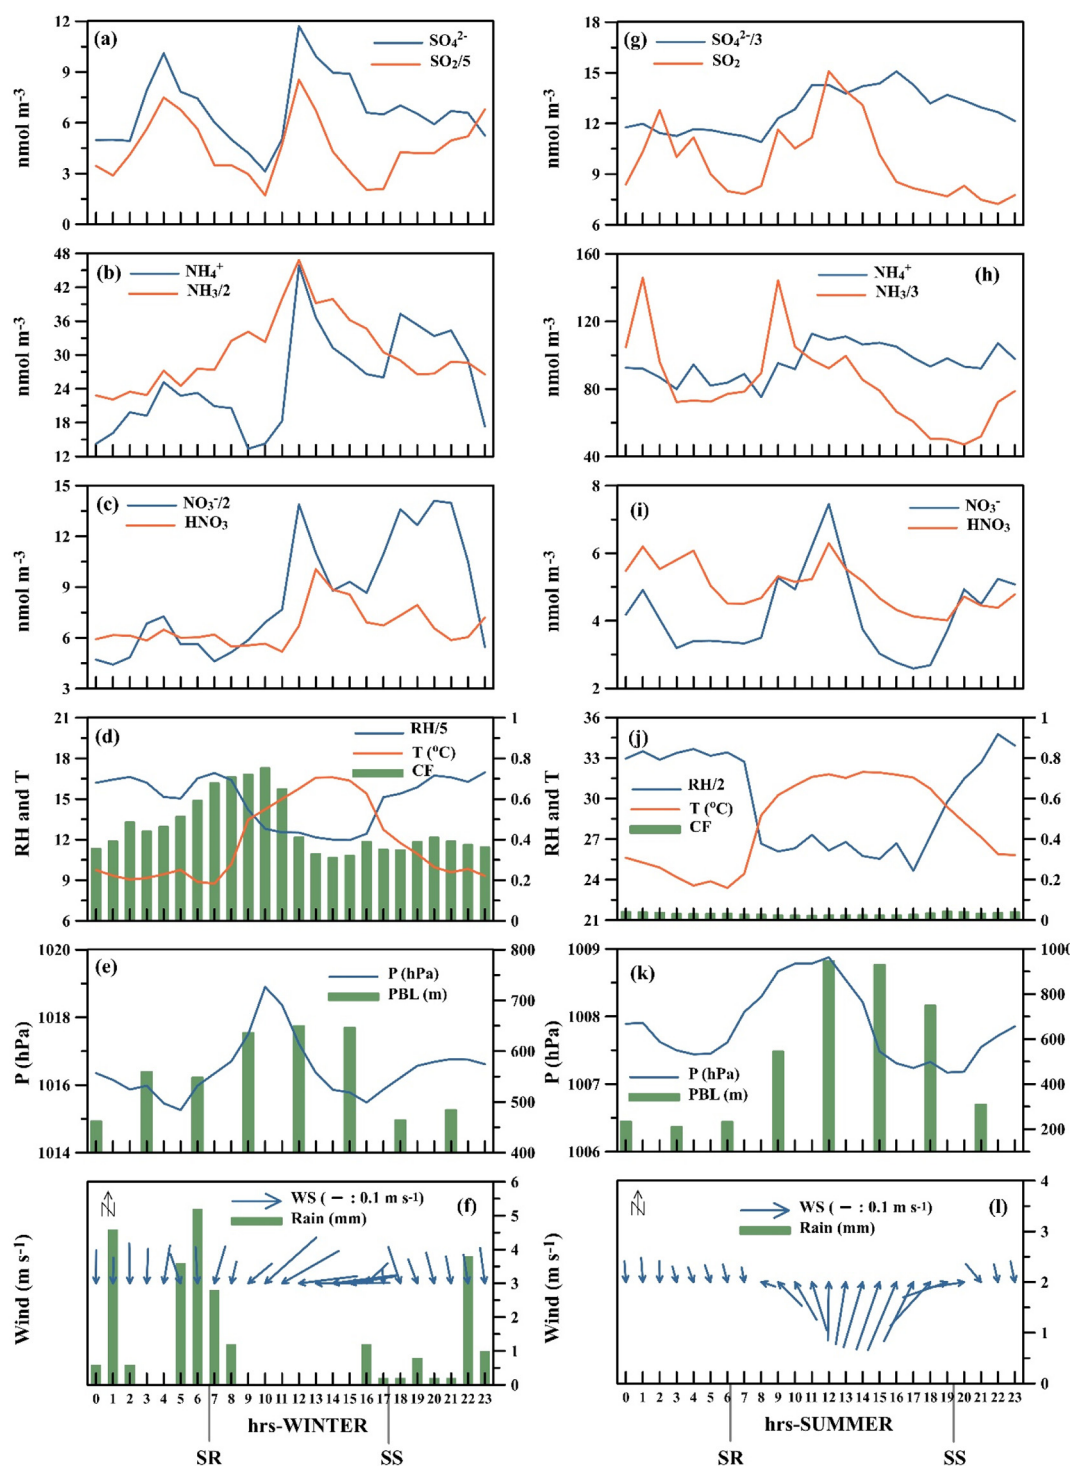 (a)
SO₄²⁻
SO₂/5
nmol m⁻³
12
9
6
3
0
(g)
SO₄²⁻/3
SO₂
nmol m⁻³
18
15
12
9
6
(b)
NH₄⁺
NH₃/2
nmol m⁻³
48
42
36
30
24
18
12
(h)
NH₄⁺
NH₃/3
nmol m⁻³
160
120
80
40
(c)
NO₃⁻/2
HNO₃
nmol m⁻³
15
12
9
6
3
(i)
NO₃⁻
HNO₃
nmol m⁻³
8
6
4
2
(d)
RH/5
T (°C)
CF
RH and T
21
18
15
12
9
6
1
0.8
0.6
0.4
0.2
0
RH and T
(j)
RH/2
T (°C)
CF
36
33
30
27
24
21
1
0.8
0.6
0.4
0.2
0
(e)
P (hPa)
PBL (m)
P (hPa)
1020
1018
1016
1014
800
700
600
500
400
P (hPa)
(k)
P (hPa)
PBL (m)
1009
1008
1007
1006
1000
800
600
400
200
N
WS ( − : 0.1 m s⁻¹)
(f)
Rain (mm)
Wind (m s⁻¹)
6
5
4
3
2
1
0
0 1 2 3 4 5 6 7 8 9 10 11 12 13 14 15 16 17 18 19 20 21 22 23
hrs-WINTER
SR
SS
Wind (m s⁻¹)
N
WS ( − : 0.1 m s⁻¹)
(l)
Rain (mm)
4
3
2
1
0
0 1 2 3 4 5 6 7 8 9 10 11 12 13 14 15 16 17 18 19 20 21 22 23
hrs-SUMMER
SR
SS